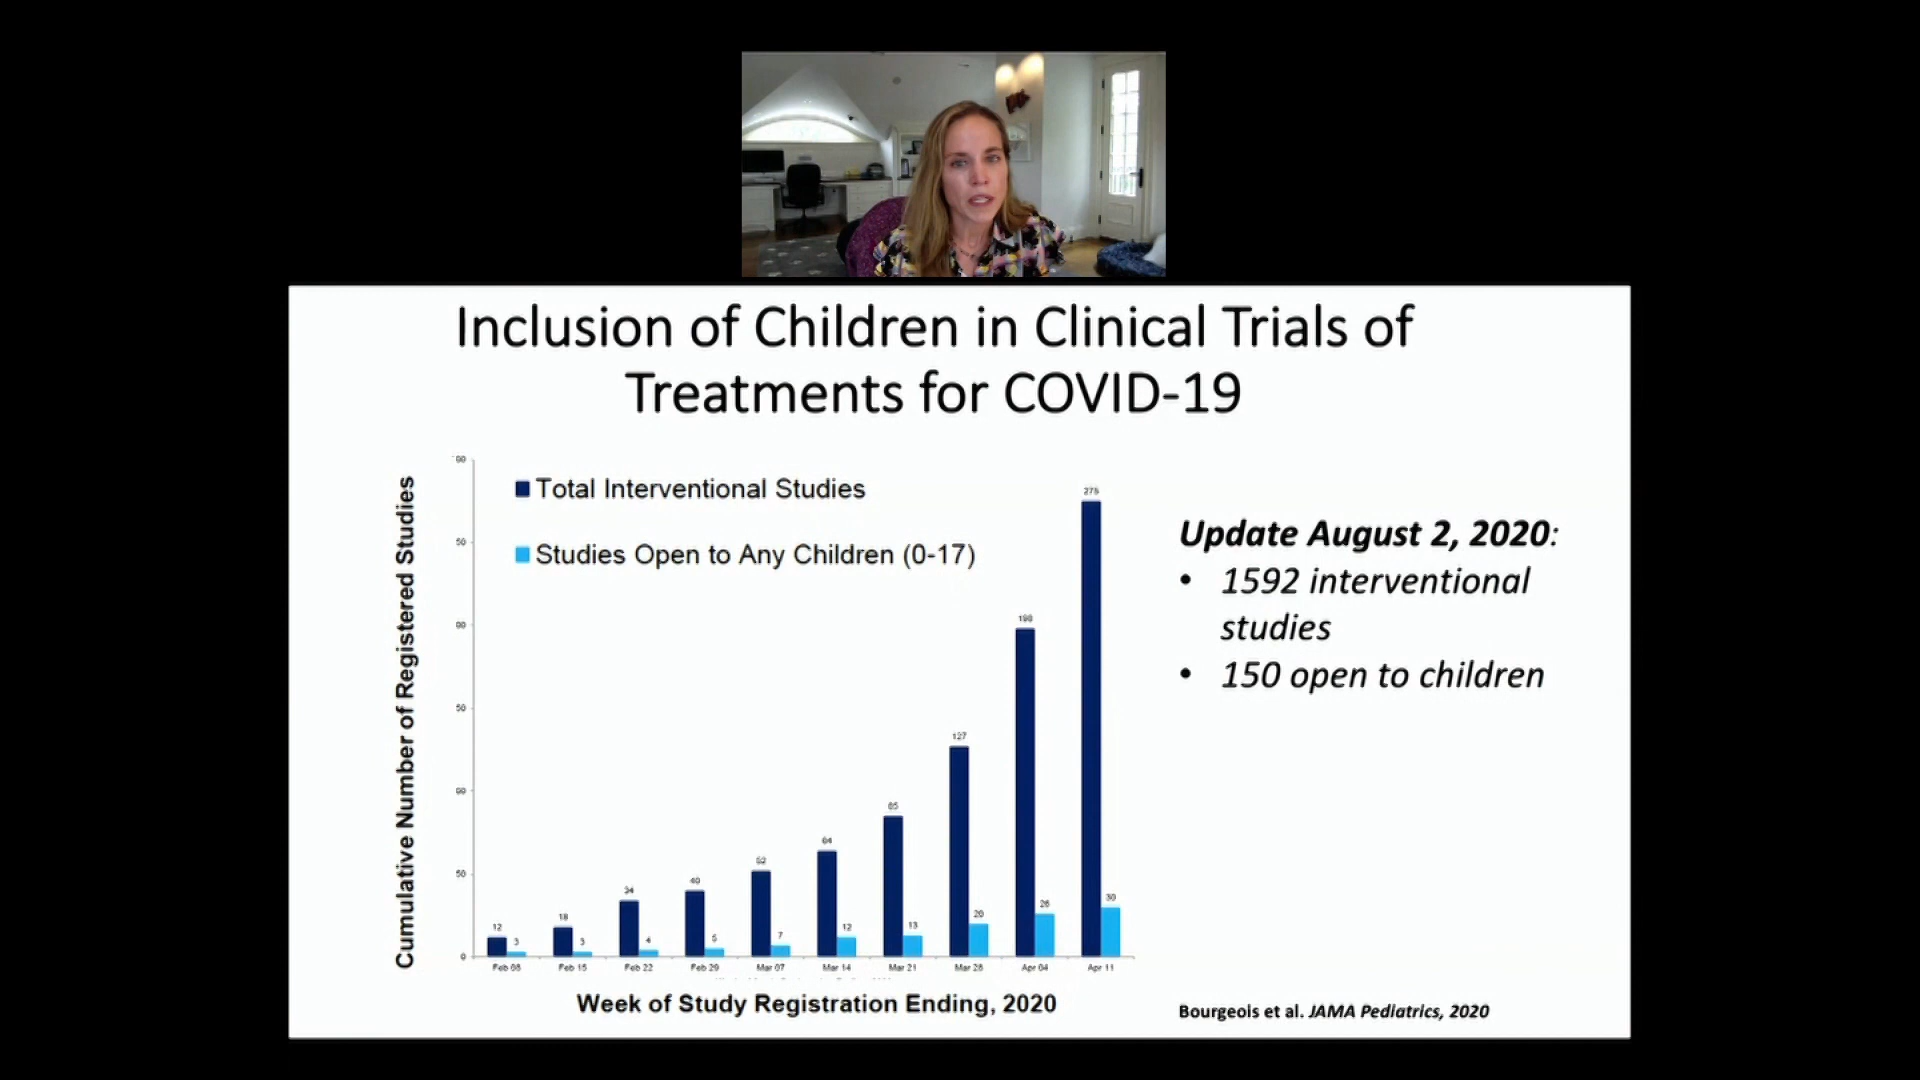 Inclusion of Children in Clinical Trials of
Treatments for COVID-19
Total Interventional Studies
Studies Open to Any Children (0-17)
Cumulative Number of Registered Studies
50
50
50
0
275
198
127
85
64
52
40
34
18
12
3
3
4
5
7
12
13
20
26
30
Feb 08
Feb 15
Feb 22
Feb 29
Mar 07
Mar 14
Mar 21
Mar 28
Apr 04
Apr 11
Week of Study Registration Ending, 2020
Update August 2, 2020:
• 1592 interventional
studies
• 150 open to children
Bourgeois et al. JAMA Pediatrics, 2020